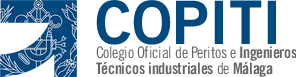 COPITI
Colegio Oficial de Peritos e Ingenieros
Técnicos industriales de Málaga